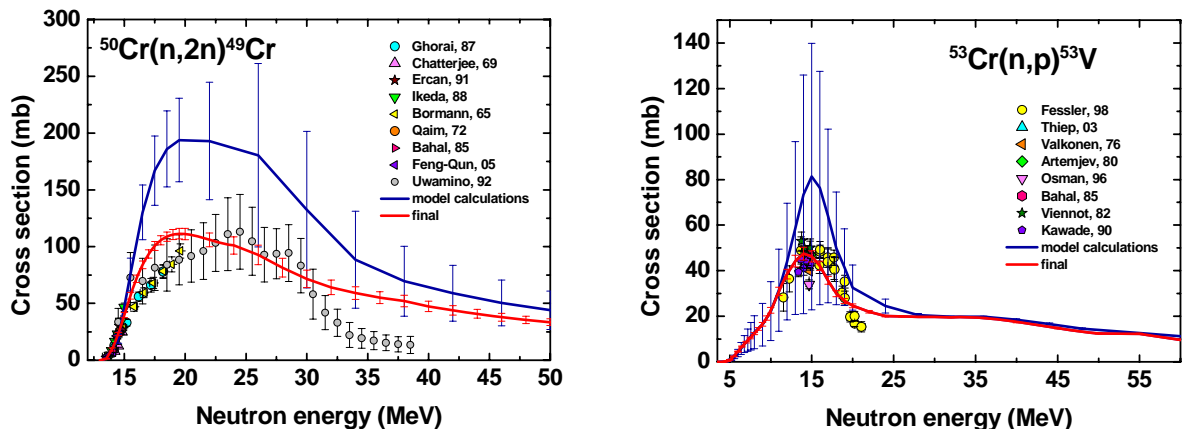 50Cr(n,2n)49Cr
Cross section (mb)
300
250
200
150
100
50
0
15
20
25
30
35
40
45
50
Neutron energy (MeV)
Ghorai, 87
Chatterjee, 69
Ercan, 91
Ikeda, 88
Bormann, 65
Qaim, 72
Bahal, 85
Feng-Qun, 05
Uwamino, 92
model calculations
final
53Cr(n,p)53V
Cross section (mb)
140
120
100
80
60
40
20
0
5
15
25
35
45
55
Neutron energy (MeV)
Fessler, 98
Thiep, 03
Valkonen, 76
Artemjev, 80
Osman, 96
Bahal, 85
Viennot, 82
Kawade, 90
model calculations
final